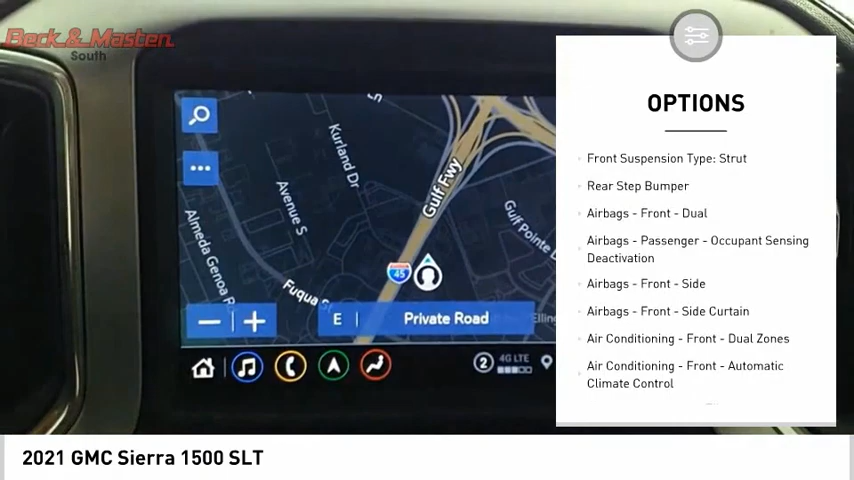 Beck & Masten
South
Ln
Kurland Dr
Avenue S
Gulf Fwy
Gulf Pointe
Almeda Genoa R
Fuqua St
45
E
Private Road
2
4G LTE
OPTIONS
Front Suspension Type: Strut
Rear Step Bumper
Airbags - Front - Dual
Airbags - Passenger - Occupant Sensing
Deactivation
Airbags - Front - Side
Airbags - Front - Side Curtain
Air Conditioning - Front - Dual Zones
Air Conditioning - Front - Automatic
Climate Control
2021 GMC Sierra 1500 SLT